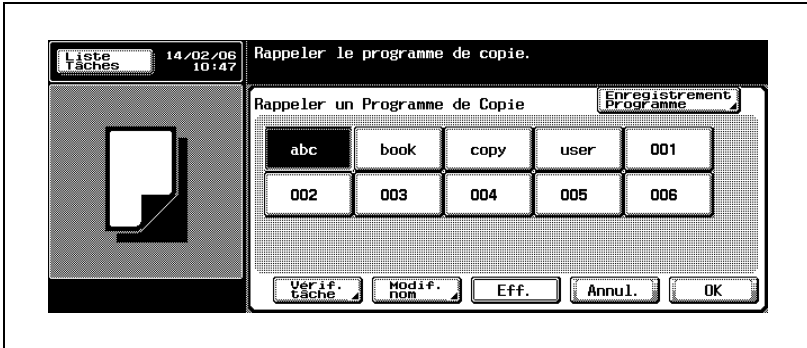 Liste
Tâches
14/02/06
10:47
Rappeler le programme de copie.
Rappeler un Programme de Copie
Enregistrement
Programme
abc book copy user 001
002 003 004 005 006
Vérif.
tâche
Modif.
nom
Eff.
Annul.
OK